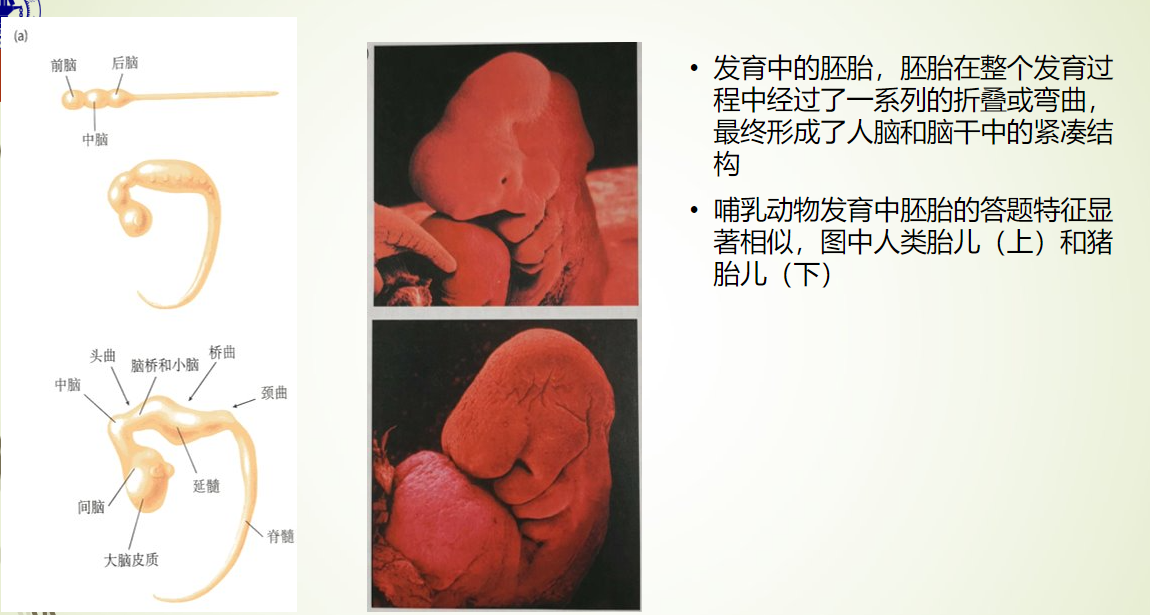 (a)
前脑
后脑
中脑
头曲
桥曲
脑桥和小脑
中脑
颈曲
延髓
间脑
脊髓
大脑皮质
• 发育中的胚胎，胚胎在整个发育过
程中经过了一系列的折叠或弯曲，
最终形成了人脑和脑干中的紧凑结
构
• 哺乳动物发育中胚胎的答题特征显
著相似，图中人类胎儿（上）和猪
胎儿（下）